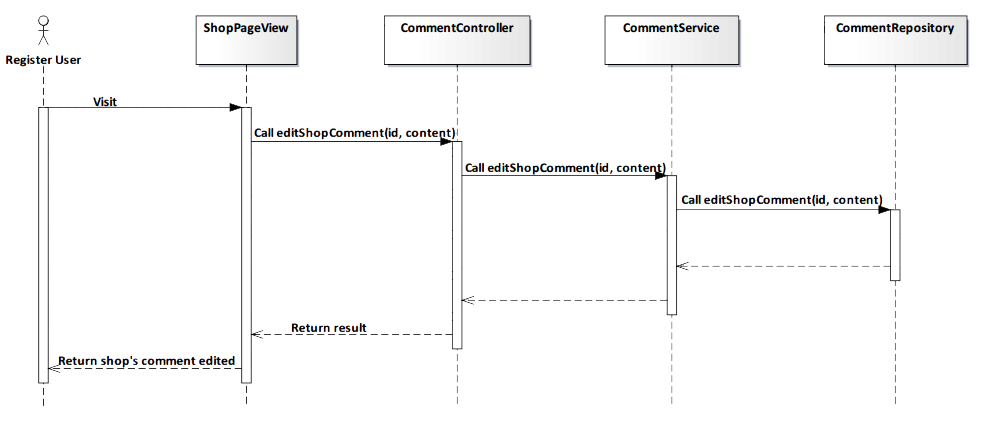 ShopPageView
CommentController
CommentService
CommentRepository
Register User
Visit
Call editShopComment(id, content)
Call editShopComment(id, content)
Call editShopComment(id, content)
Return result
Return shop's comment edited